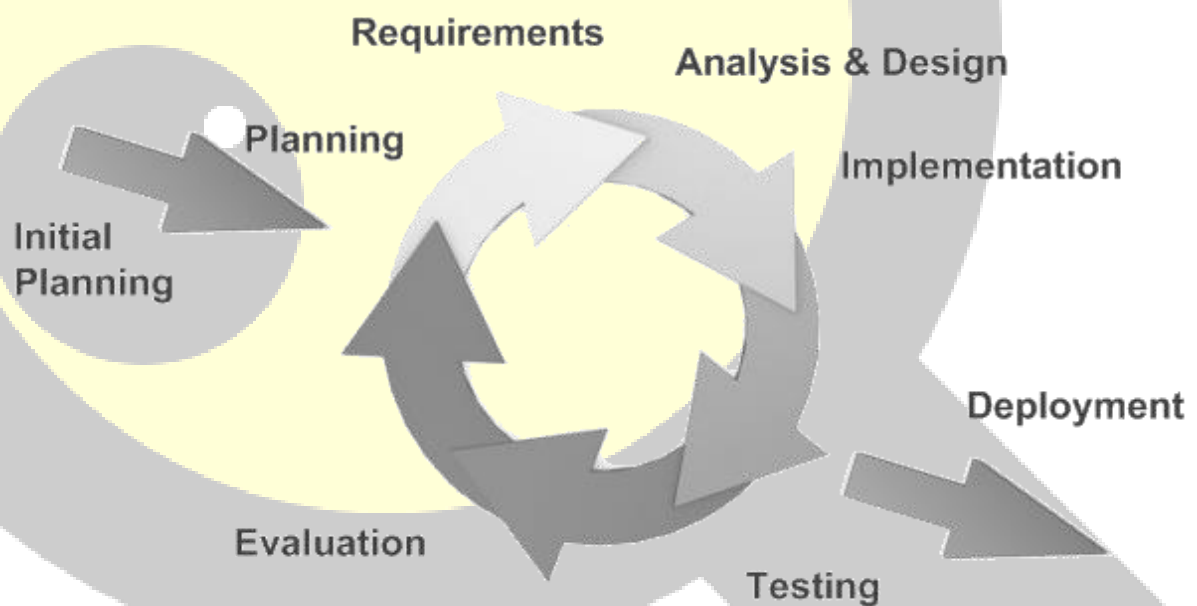 Requirements
Analysis & Design
Planning
Implementation
Initial
Planning
Deployment
Evaluation
Testing